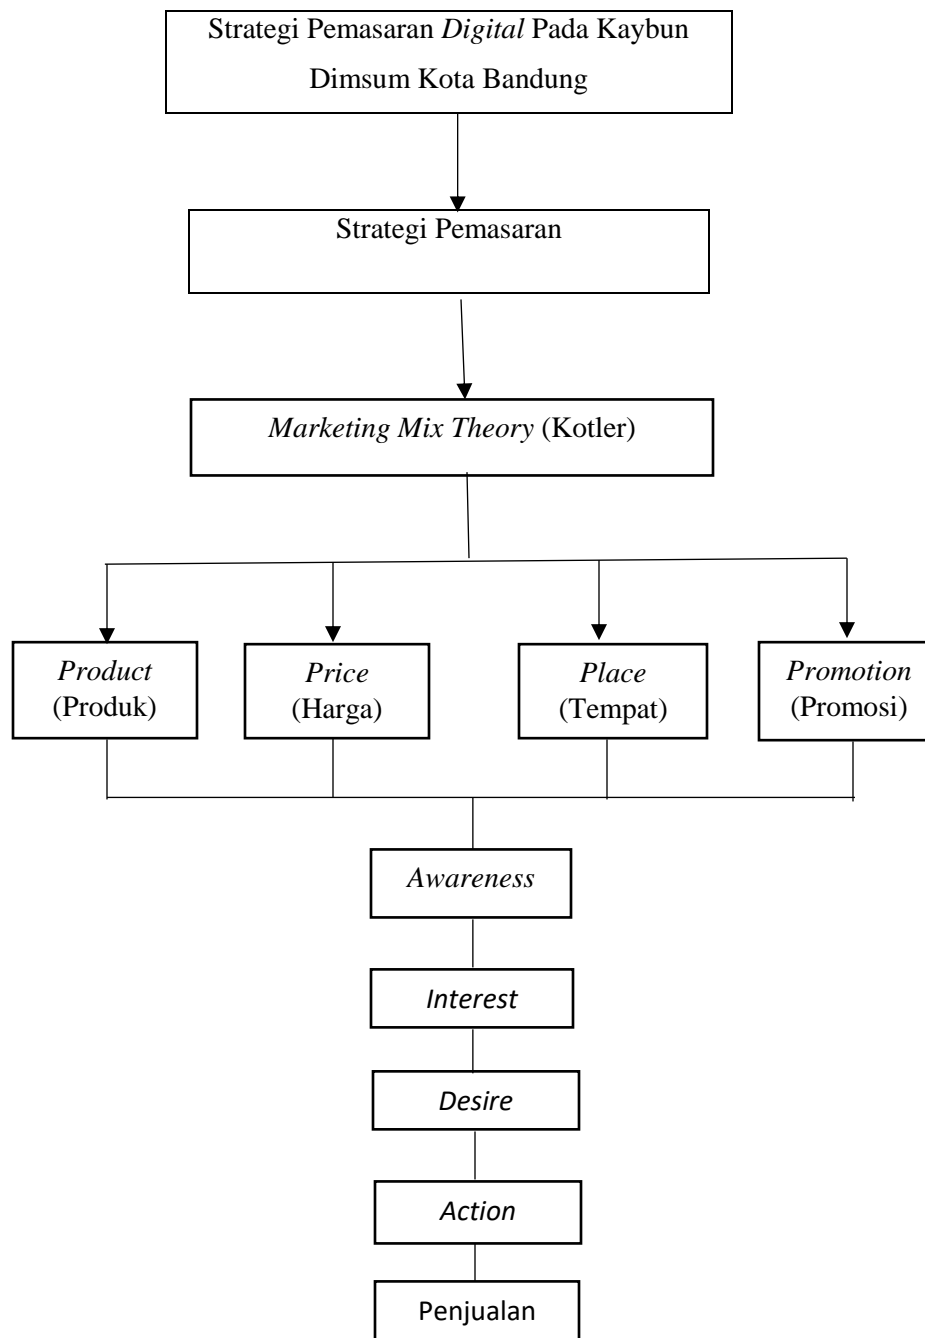 Strategi Pemasaran Digital Pada Kaybun
Dimsum Kota Bandung
Strategi Pemasaran
Marketing Mix Theory (Kotler)
Product
(Produk)
Price
(Harga)
Place
(Tempat)
Promotion
(Promosi)
Awareness
Interest
Desire
Action
Penjualan